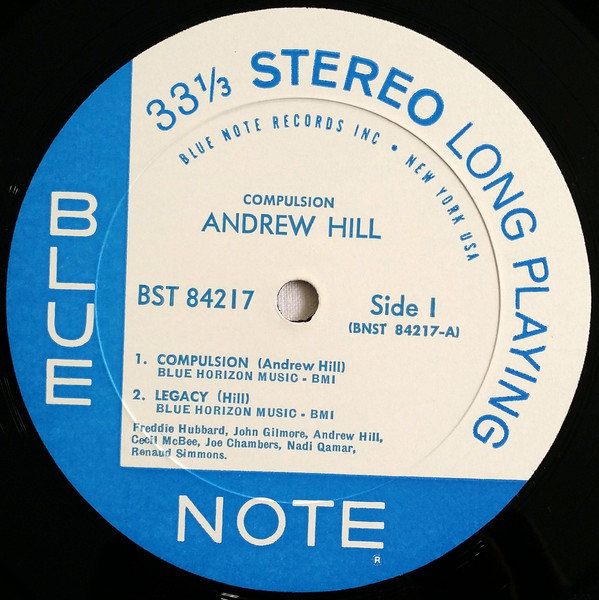 33 1/3 STEREO LONG PLAYING
BLUE NOTE RECORDS INC • NEW YORK USA
COMPULSION
ANDREW HILL
BST 84217
Side 1
(BNST 84217-A)
1. COMPULSION (Andrew Hill)
BLUE HORIZON MUSIC - BMI
2. LEGACY (Hill)
BLUE HORIZON MUSIC - BMI
Freddie Hubbard, John Gilmore, Andrew Hill,
Cecil McBee, Joe Chambers, Nadi Qamar,
Renaud Simmons.
BLUE
NOTE
®